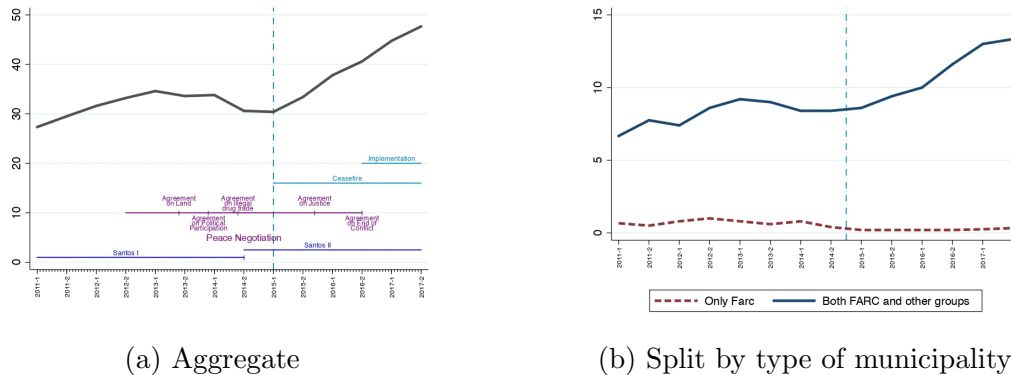 50
40
30
20
10
0
Implementation
Ceasefire
Agreement
on Land
Agreement
on illegal
drug trade
Agreement
on Justice
Agreement
on Political
Participation
Agreement
on End of
Conflict
Peace Negotiation
Santos I
Santos II
2011-1 2011-2 2012-1 2012-2 2013-1 2013-2 2014-1 2014-2 2015-1 2015-2 2016-1 2016-2 2017-1 2017-2
(a) Aggregate
15
10
5
0
2011-1 2011-2 2012-1 2012-2 2013-1 2013-2 2014-1 2014-2 2015-1 2015-2 2016-1 2016-2 2017-1
Only Farc Both FARC and other groups
(b) Split by type of municipality